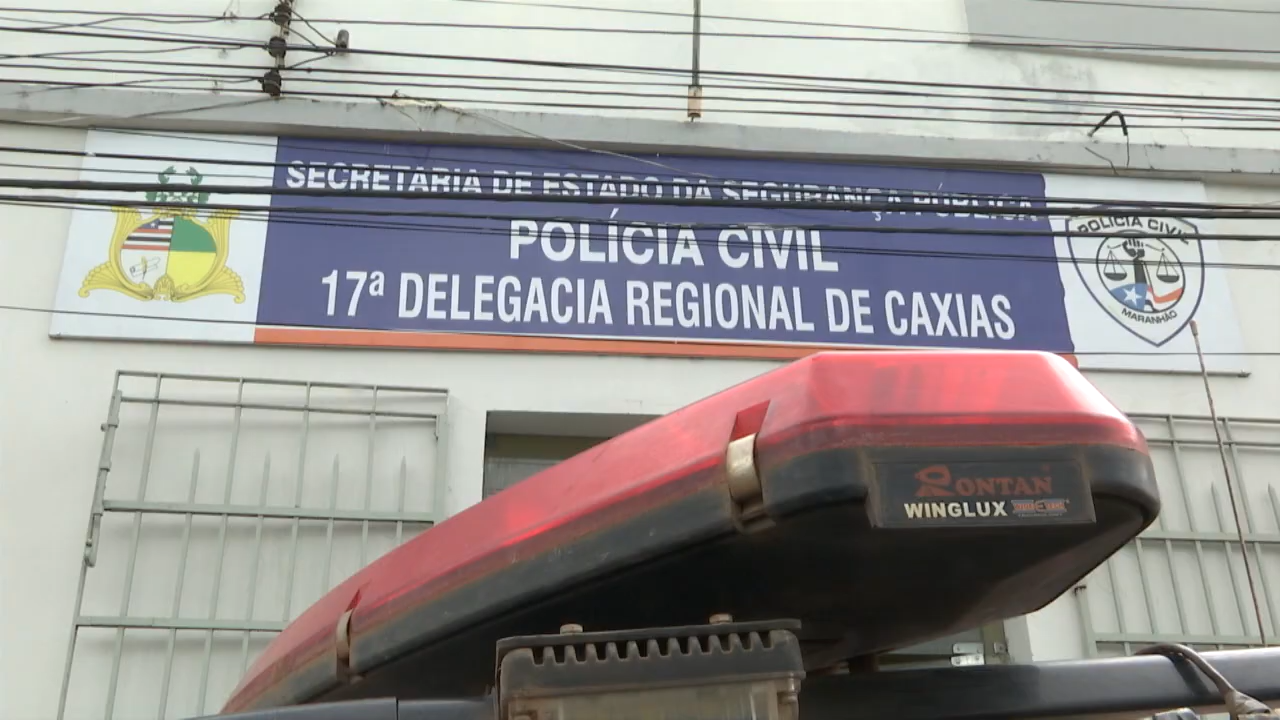 SECRETARIA DE ESTADO DA SEGURANÇA PÚBLICA
POLÍCIA CIVIL
17ª DELEGACIA REGIONAL DE CAXIAS
POLÍCIA CIVIL
MARANHÃO
RONTAN
WINGLUX